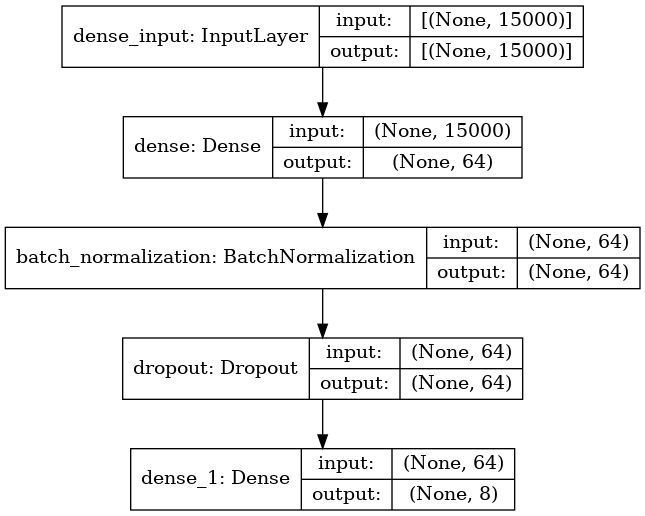 dense_input: InputLayer
input: [(None, 15000)]
output: [(None, 15000)]
dense: Dense
input: (None, 15000)
output: (None, 64)
batch_normalization: BatchNormalization
input: (None, 64)
output: (None, 64)
dropout: Dropout
input: (None, 64)
output: (None, 64)
dense_1: Dense
input: (None, 64)
output: (None, 8)